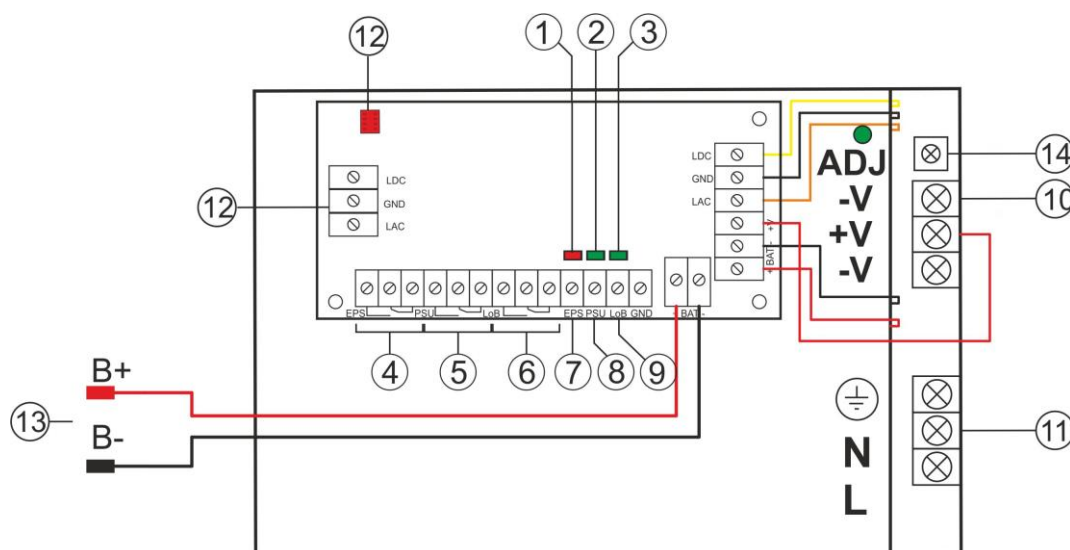 12
1
2
3
LDC
GND
LAC
ADJ
14
12
LDC
GND
LAC
-V
10
+V
+V
-V
+ BAT -
EPS
PSU
LoB
EPS PSU LoB GND
+ BAT -
4
5
6
7
8
9
B+
13
B-
N
11
L